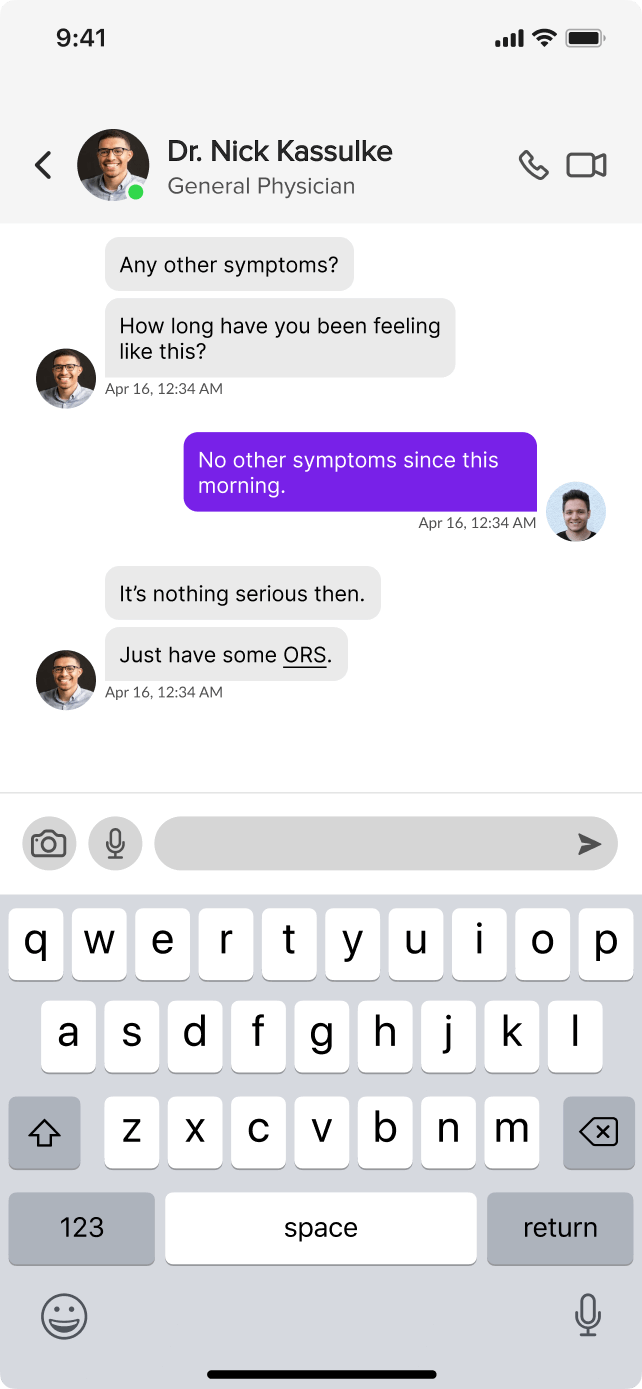 9:41
Dr. Nick Kassulke
General Physician
Any other symptoms?
How long have you been feeling
like this?
Apr 16, 12:34 AM
No other symptoms since this
morning.
Apr 16, 12:34 AM
It’s nothing serious then.
Just have some ORS.
Apr 16, 12:34 AM
q w e r t y u i o p
a s d f g h j k l
z x c v b n m
123 space return